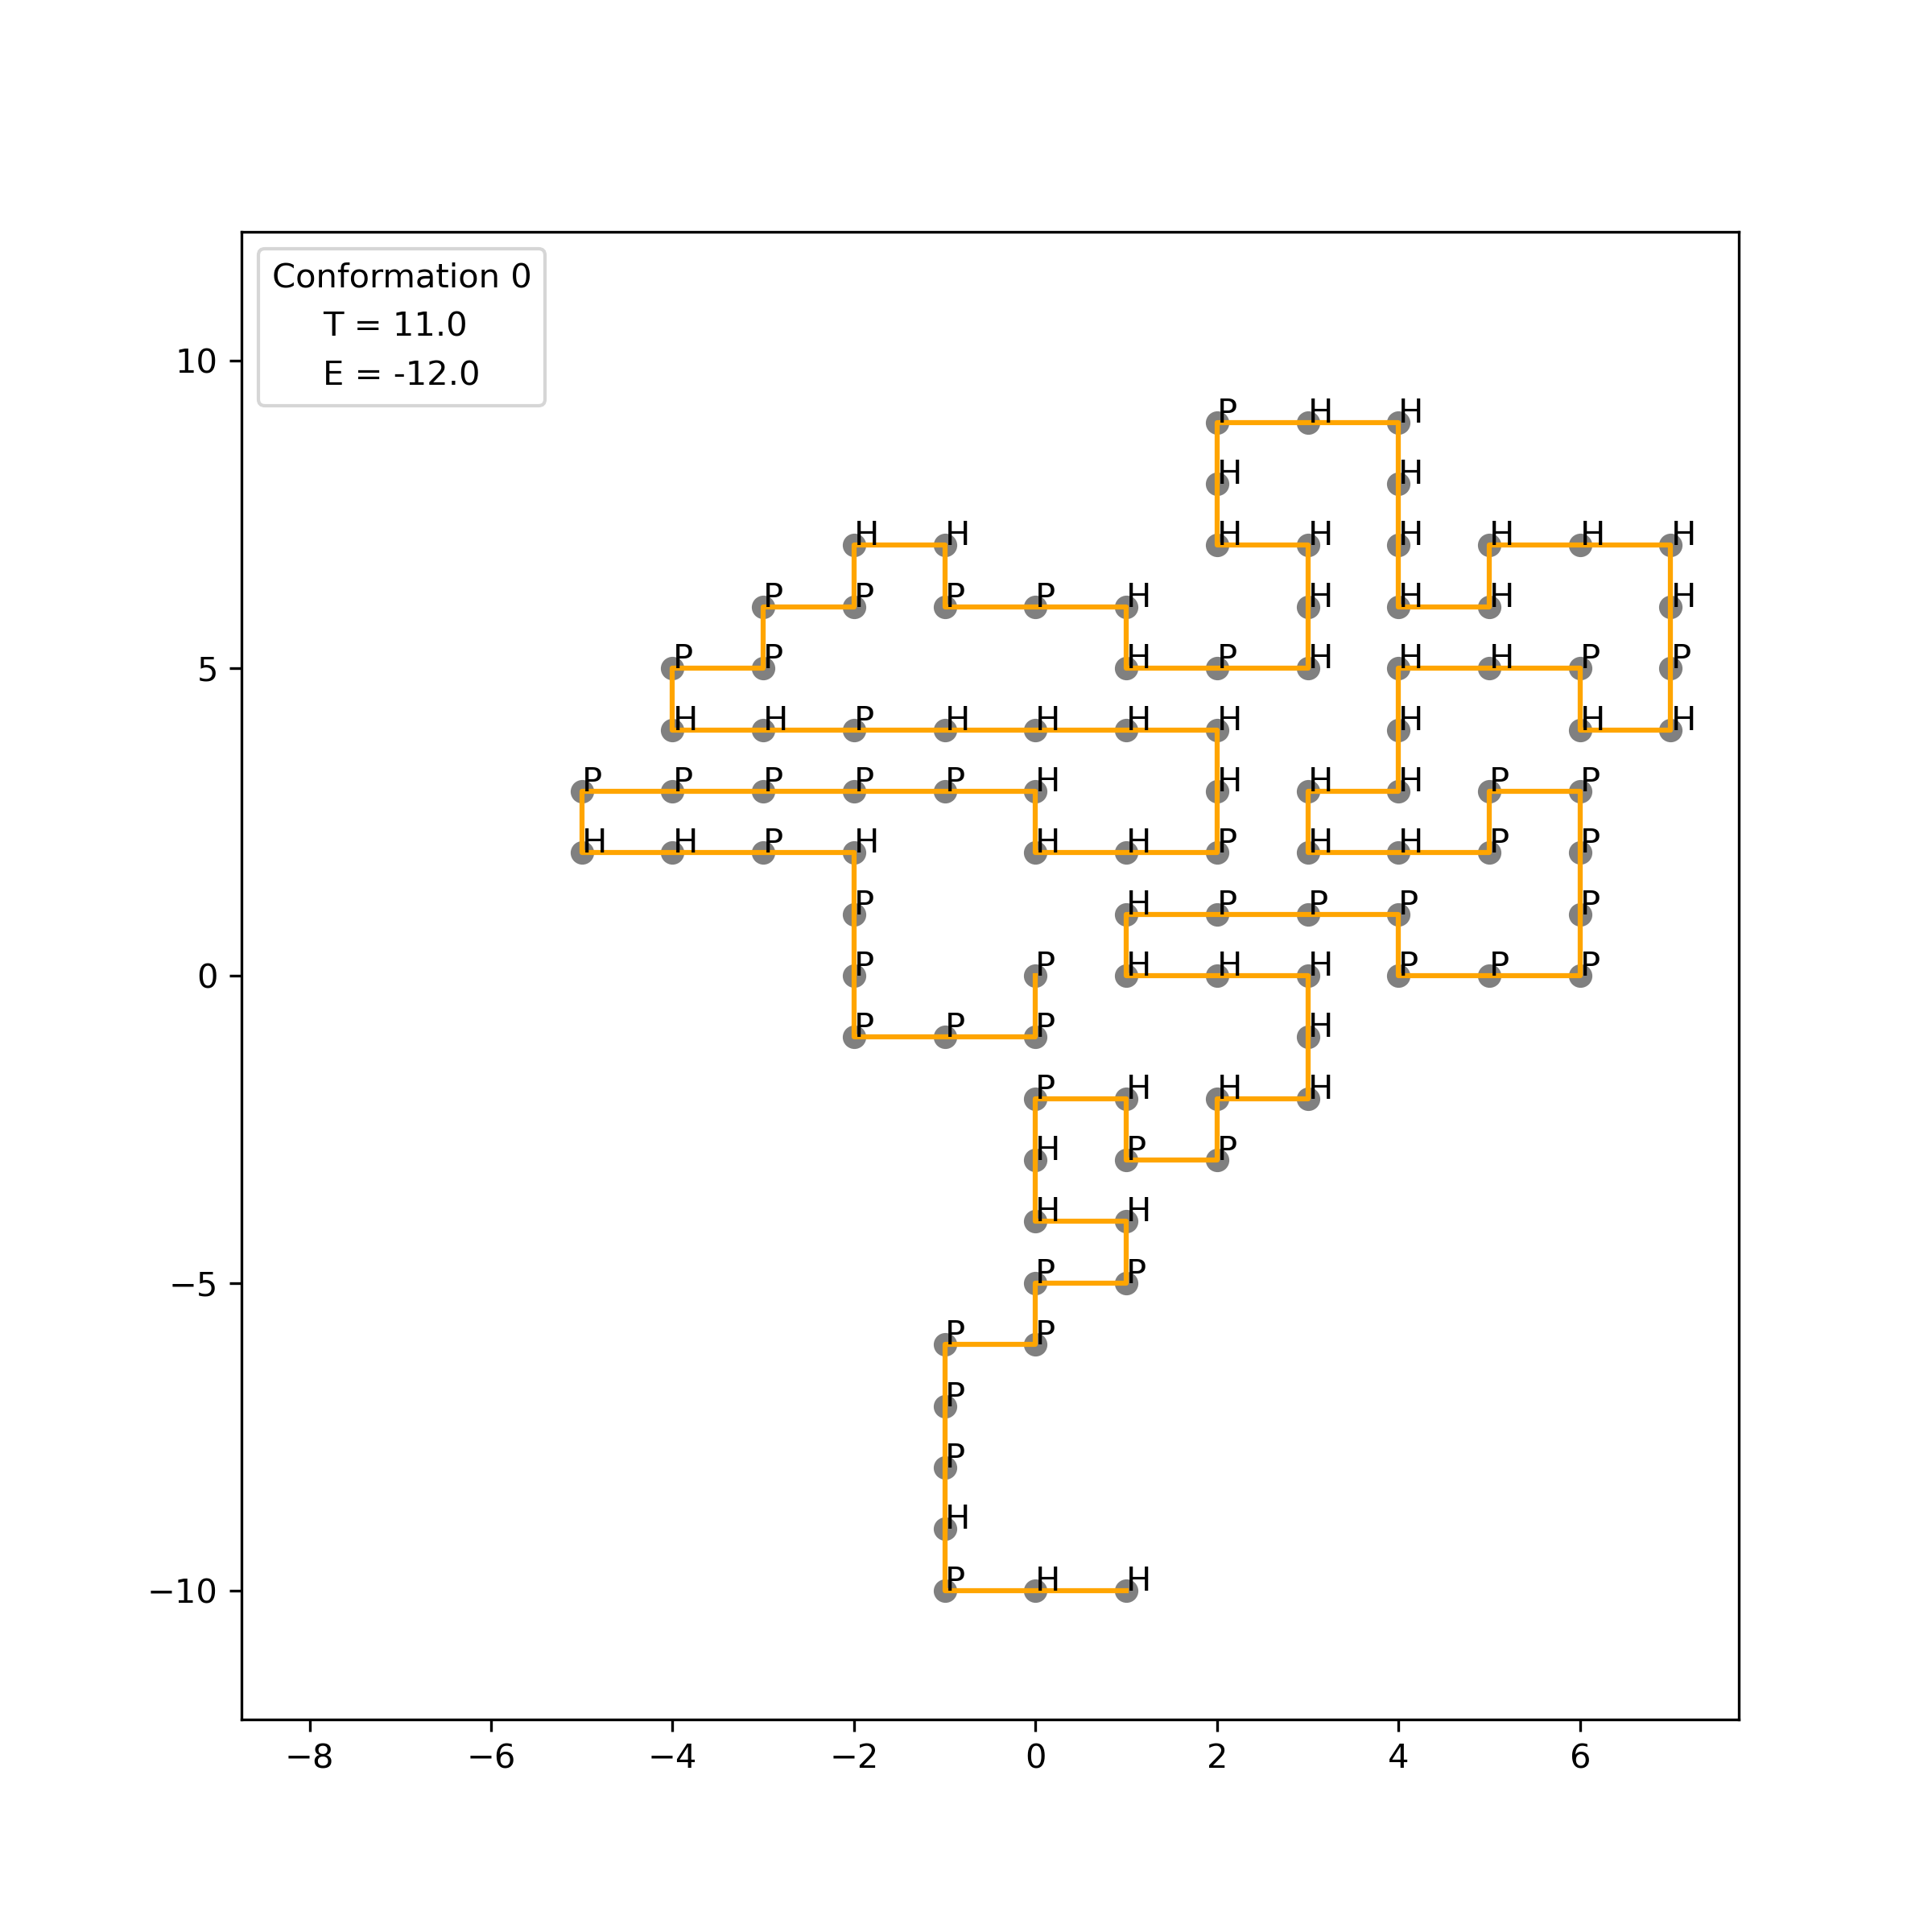 Conformation 0
T = 11.0
E = -12.0
10
P H H
H H
H H H H H H H H
P P P P H H H H H
P P H P H H H P P
H H P H H H H H H H
P P P P P H H H H P P
H H P H H H P H H P P
P H P P P P
P P H H H P P P
P P P H
P H H H
H P P
H H
P P
P P
P
P
H
P H H
5
0
−5
−10
−8 −6 −4 −2 0 2 4 6